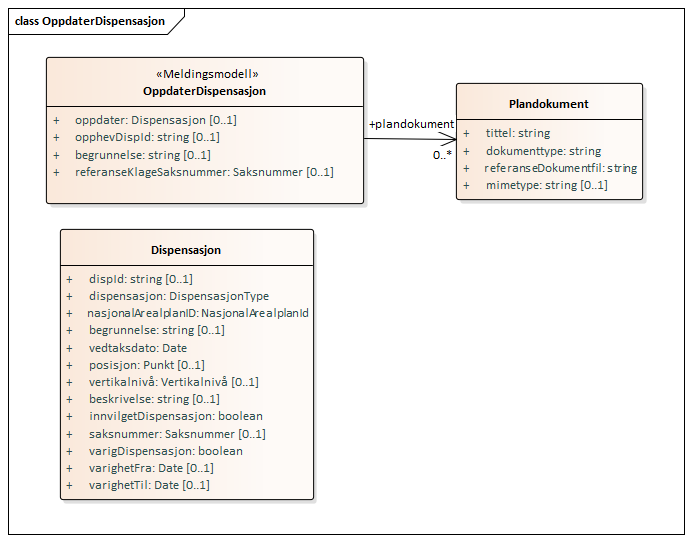 class OppdaterDispensasjon
«Meldingsmodell»
OppdaterDispensasjon
+ oppdater: Dispensasjon [0..1]
+ opphevDispId: string [0..1]
+ begrunnelse: string [0..1]
+ referanseKlageSaksnummer: Saksnummer [0..1]
+plandokument
0..*
Plandokument
+ tittel: string
+ dokumenttype: string
+ referanseDokumentfil: string
+ mimetype: string [0..1]
Dispensasjon
+ dispId: string [0..1]
+ dispensasjon: DispensasjonType
+ nasjonalArealplanID: NasjonalArealplanId
+ begrunnelse: string [0..1]
+ vedtaksdato: Date
+ posisjon: Punkt [0..1]
+ vertikalnivå: Vertikalnivå [0..1]
+ beskrivelse: string [0..1]
+ innvilgetDispensasjon: boolean
+ saksnummer: Saksnummer [0..1]
+ varigDispensasjon: boolean
+ varighetFra: Date [0..1]
+ varighetTil: Date [0..1]